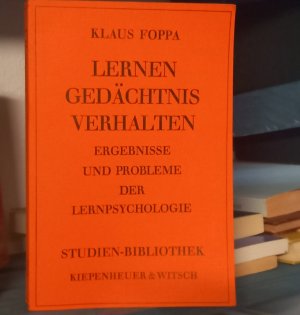 KLAUS FOPPA
LERNEN
GEDÄCHTNIS
VERHALTEN
ERGEBNISSE
UND PROBLEME
DER
LERNPSYCHOLOGIE
STUDIEN-BIBLIOTHEK
KIEPENHEUER & WITSCH